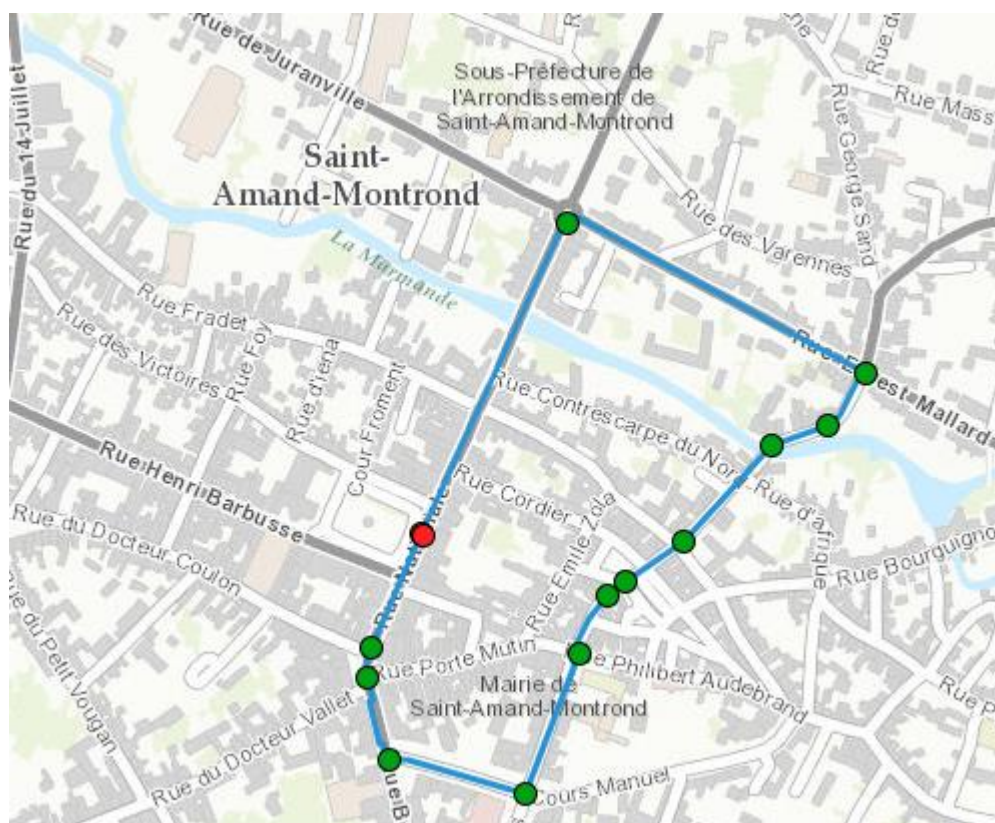 Rue de Juranville
Sous-Préfecture de
l'Arrondissement de
Saint-Amand-Montrond
Rue Mass
Rue George Sand
Rue du 14-Juillet
Saint-
Amand-Montrond
Rue des Varennes
La Marmande
Rue Fradet
Rue Foy
Rue des Victoires
Rue d'iena
Cour Froment
Rue Contrescarpe du Nord
Mallard
Rue Henri Barbusse
Rue Cordier
Rue Emile Zola
Rue d'afrique
Rue Bourguigno
Rue du Docteur Coulon
Rue du Petit Vougan
Rue Porte Mutin
Philibert Audebrand
Rue P
Mairie de
Saint-Amand-Montrond
Rue du Docteur Vallet
Cours Manuel